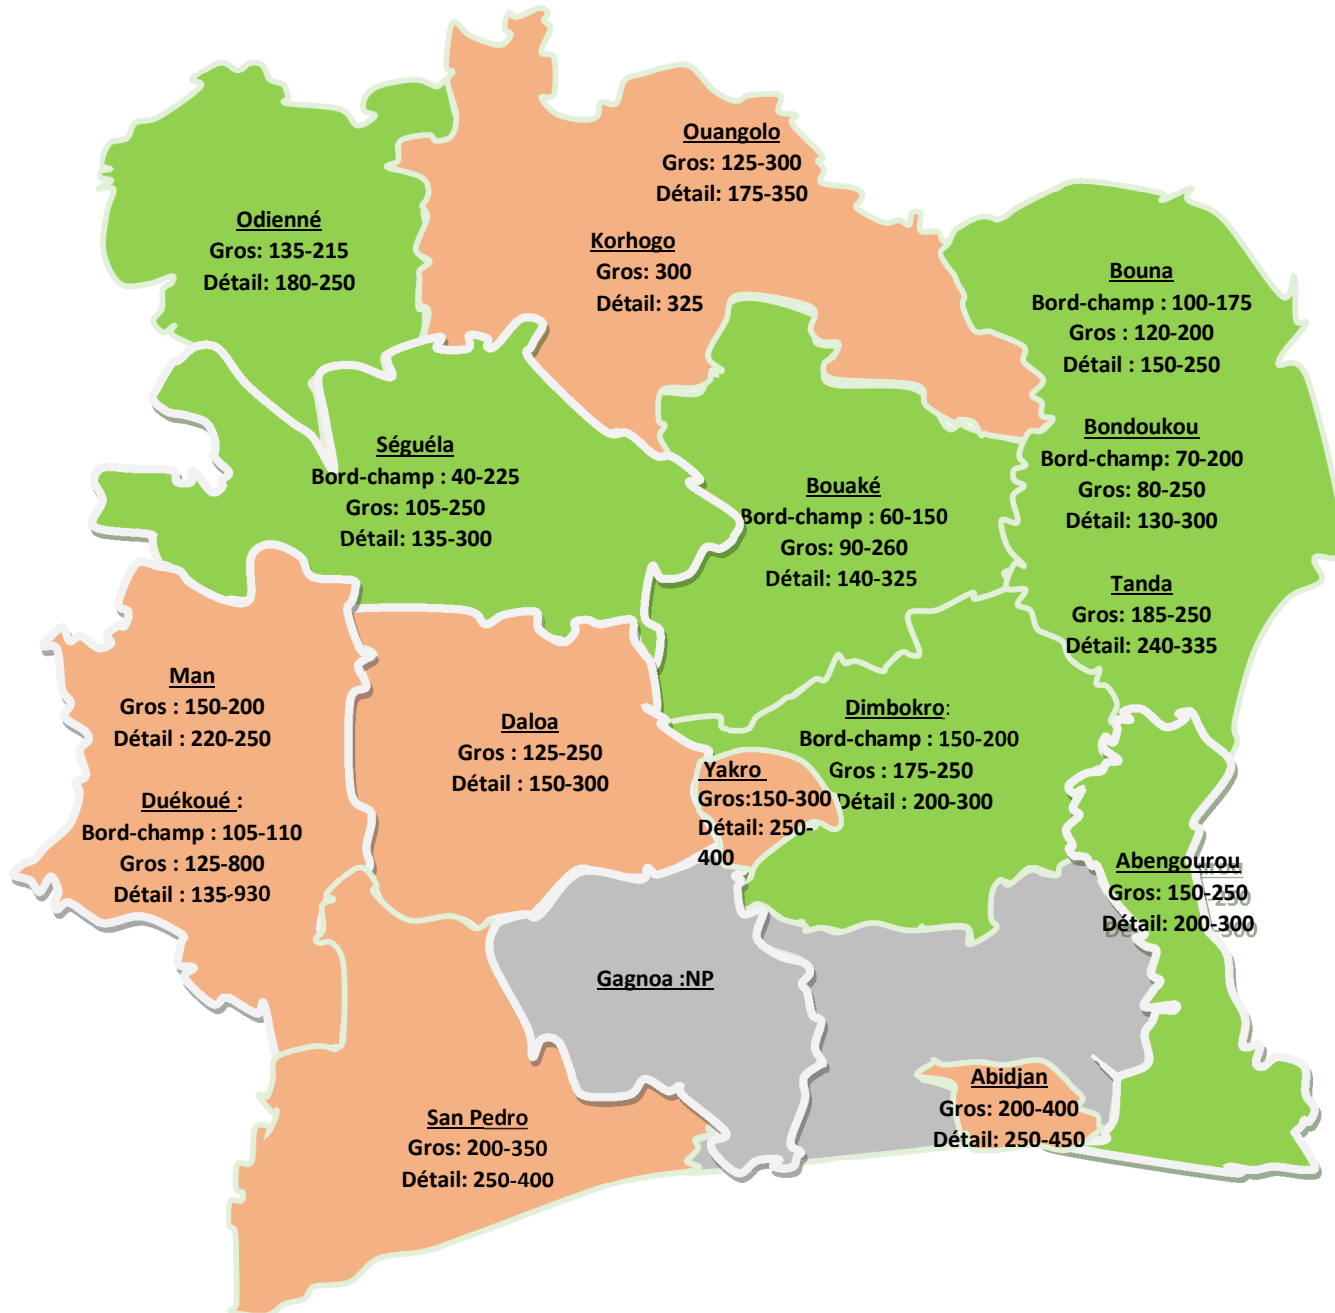 Ouangolo
Gros: 125-300
Détail: 175-350
Odienné
Gros: 135-215
Détail: 180-250
Korhogo
Gros: 300
Détail: 325
Bouna
Bord-champ : 100-175
Gros : 120-200
Détail : 150-250
Séguéla
Bord-champ : 40-225
Gros: 105-250
Détail: 135-300
Bouaké
Bord-champ : 60-150
Gros: 90-260
Détail: 140-325
Bondoukou
Bord-champ: 70-200
Gros: 80-250
Détail: 130-300
Tanda
Gros: 185-250
Détail: 240-335
Man
Gros : 150-200
Détail : 220-250
Daloa
Gros : 125-250
Détail : 150-300
Yakro
Gros:150-300
Détail: 250-
400
Dimbokro:
Bord-champ : 150-200
Gros : 175-250
Détail : 200-300
Duékoué :
Bord-champ : 105-110
Gros : 125-800
Détail : 135-930
Abengourou
Gros: 150-250
Détail: 200-300
Gagnoa :NP
San Pedro
Gros: 200-350
Détail: 250-400
Abidjan
Gros: 200-400
Détail: 250-450